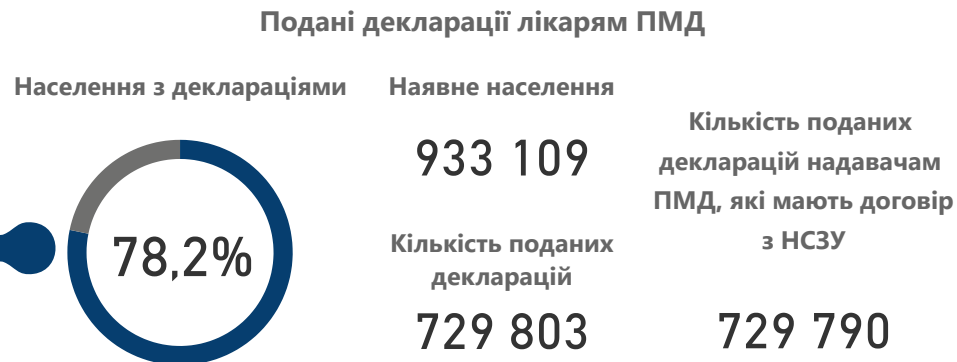 Подані декларації лікарям ПМД
Населення з деклараціями
78,2%
Наявне населення
933 109
Кількість поданих
декларацій
729 803
Кількість поданих
декларацій надавачам
ПМД, які мають договір
з НСЗУ
729 790